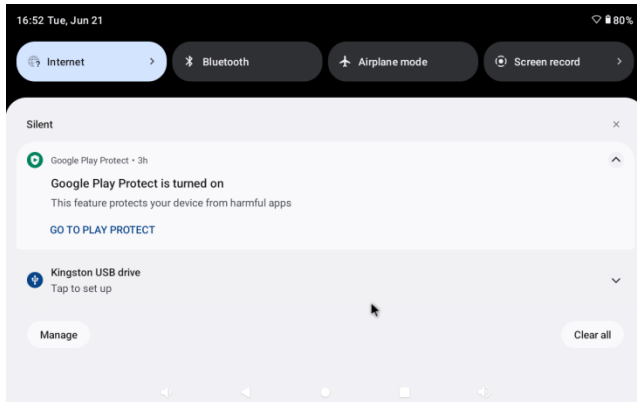 16:52 Tue, Jun 21
80%
Internet
Bluetooth
Airplane mode
Screen record
Silent
Google Play Protect • 3h
Google Play Protect is turned on
This feature protects your device from harmful apps
GO TO PLAY PROTECT
Kingston USB drive
Tap to set up
Manage
Clear all